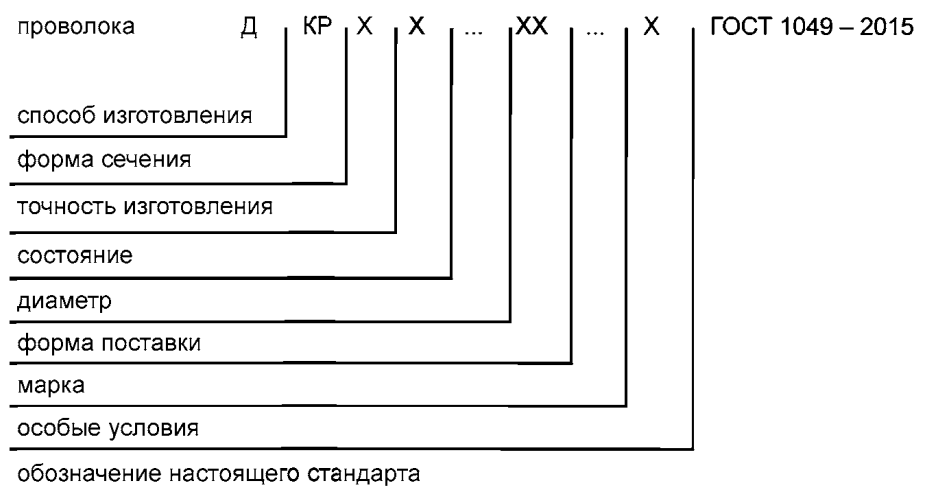 проволока Д КР Х Х ... ХХ ... Х ГОСТ 1049 – 2015
способ изготовления
форма сечения
точность изготовления
состояние
диаметр
форма поставки
марка
особые условия
обозначение настоящего стандарта